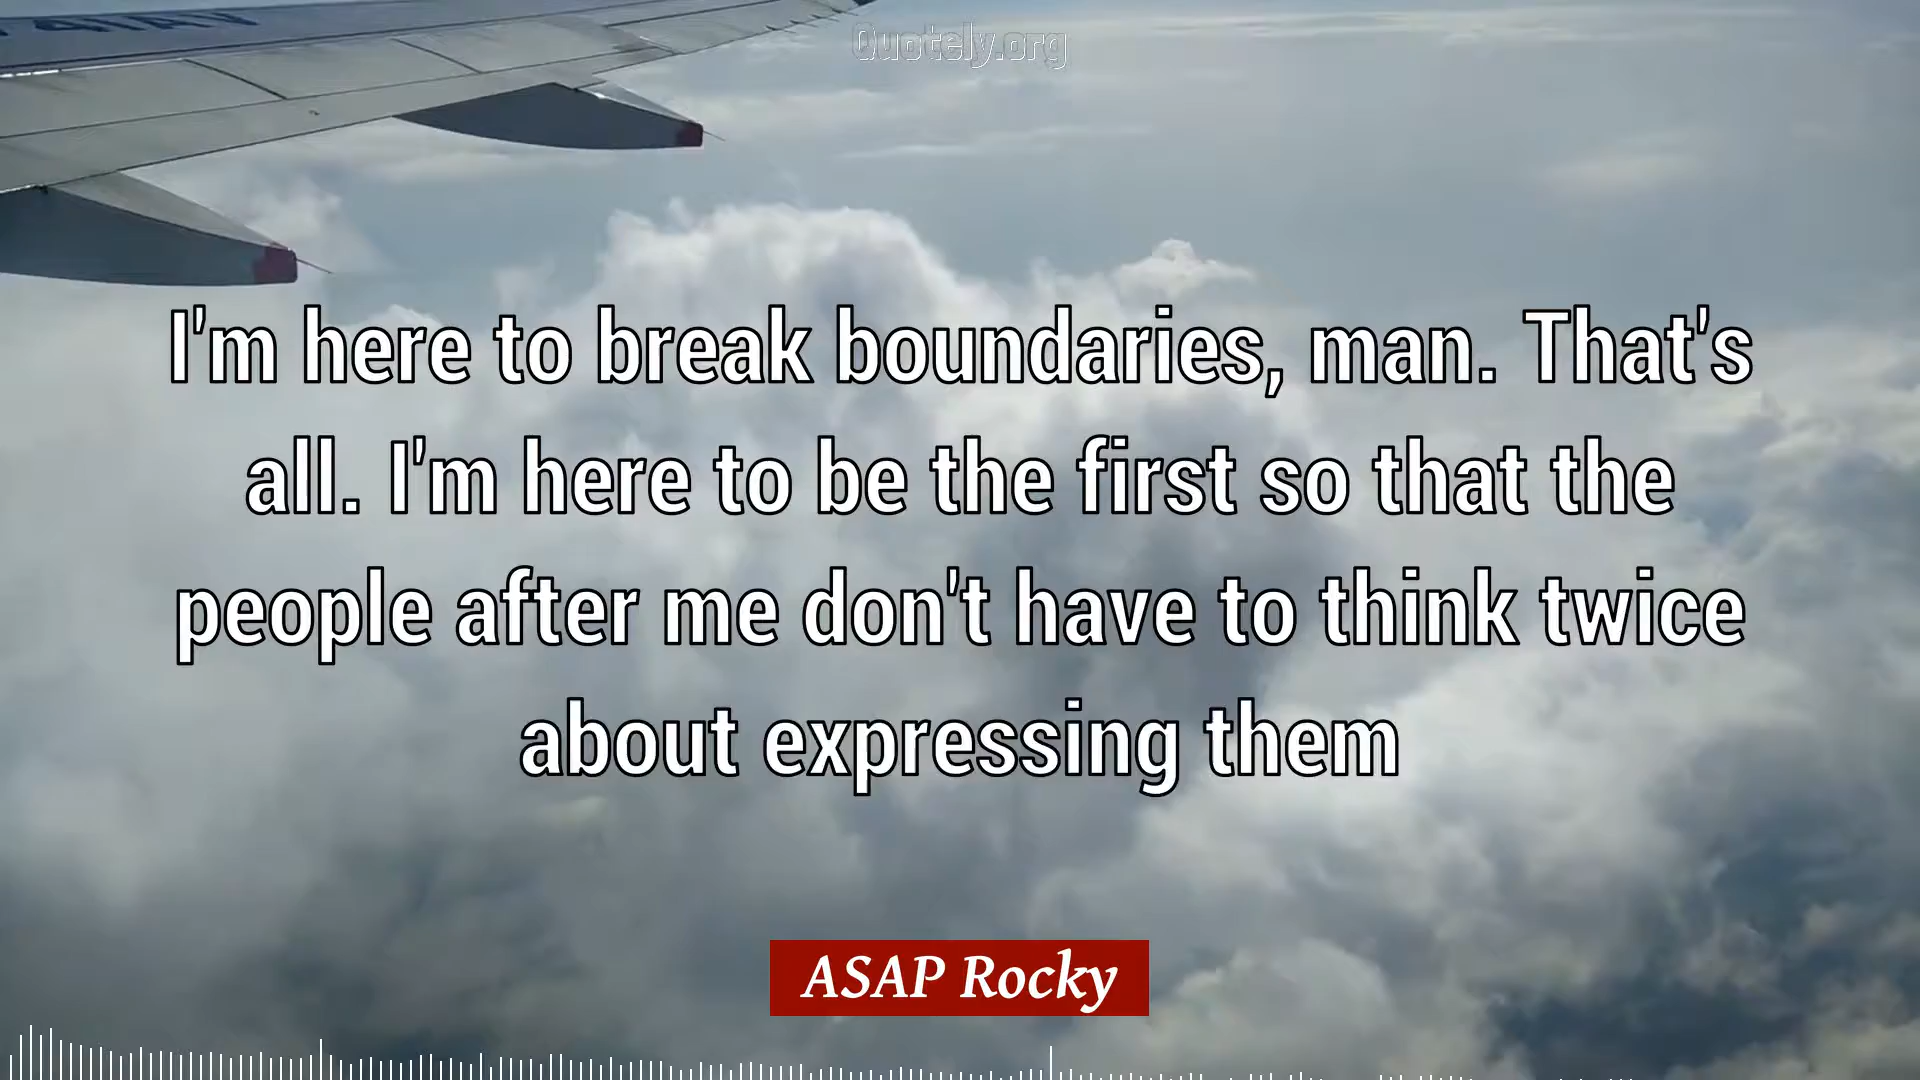 Quotely.org
I'm here to break boundaries, man. That's
all. I'm here to be the first so that the
people after me don't have to think twice
about expressing them
ASAP Rocky